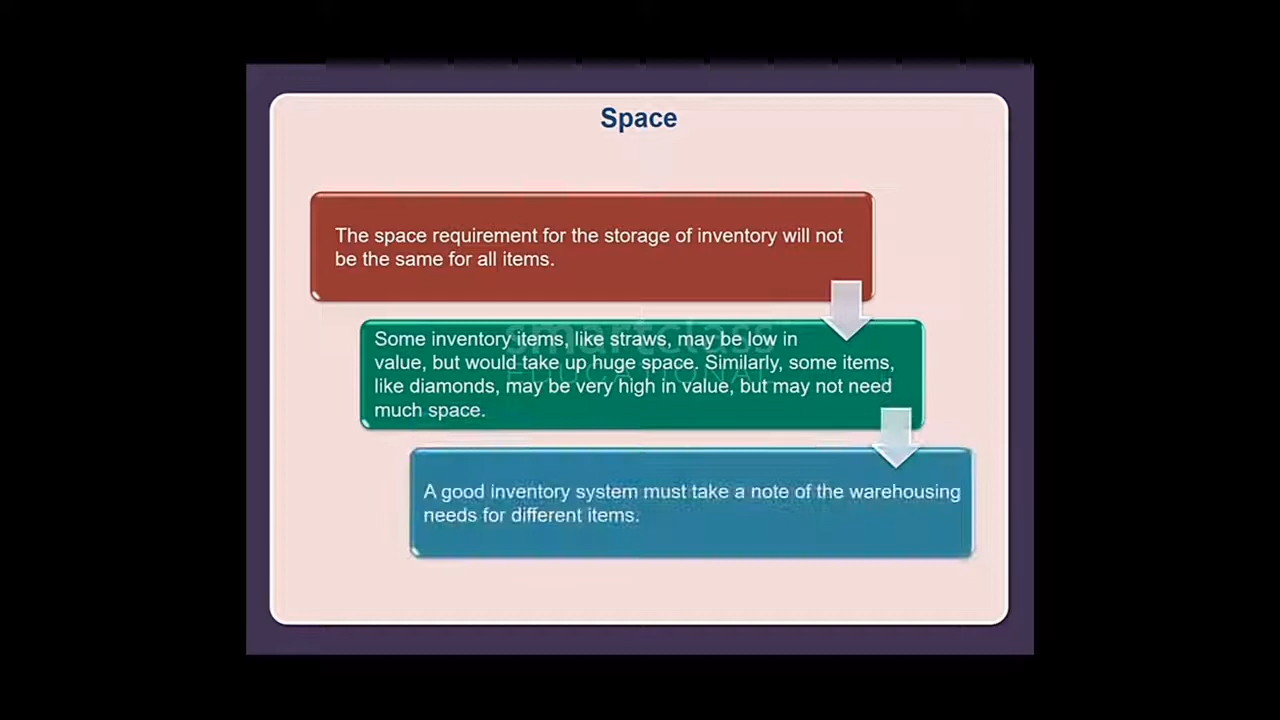 Space
The space requirement for the storage of inventory will not
be the same for all items.
smartclass
EDUCATIONAL
Some inventory items, like straws, may be low in
value, but would take up huge space. Similarly, some items,
like diamonds, may be very high in value, but may not need
much space.
A good inventory system must take a note of the warehousing
needs for different items.